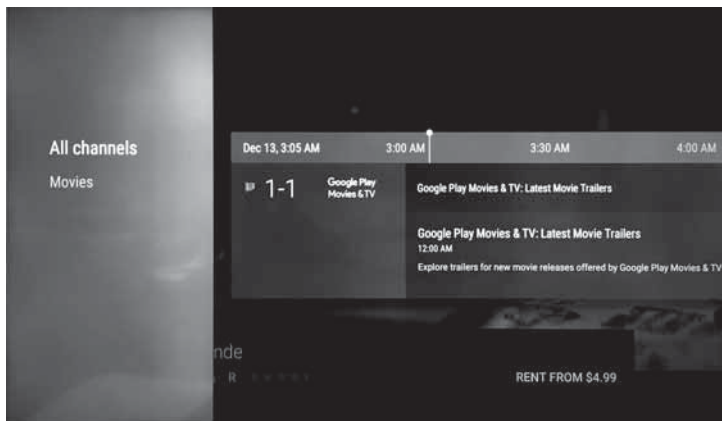 All channels
Movies
Dec 13, 3:05 AM 3:00 AM 3:30 AM 4:00 AM
1-1 Google Play
Movies & TV
Google Play Movies & TV: Latest Movie Trailers
Google Play Movies & TV: Latest Movie Trailers
12:00 AM
Explore trailers for new movie releases offered by Google Play Movies & TV
nde
R
RENT FROM $4.99